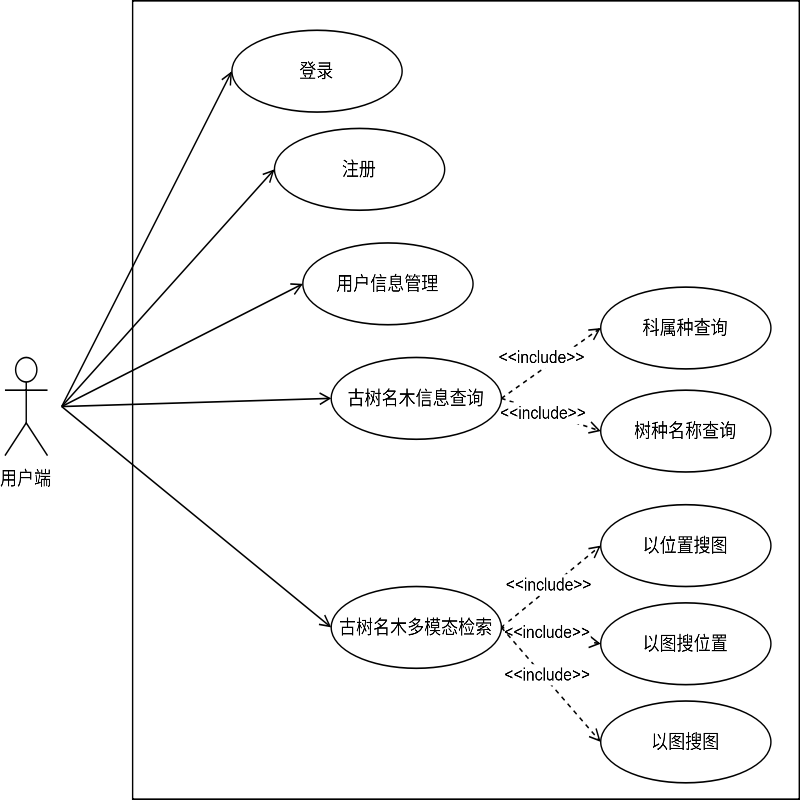 登录
注册
用户信息管理
科属种查询
<<include>>
古树名木信息查询
<<include>>
树种名称查询
用户端
以位置搜图
<<include>>
古树名木多模态检索
<<include>>
以图搜位置
<<include>>
以图搜图